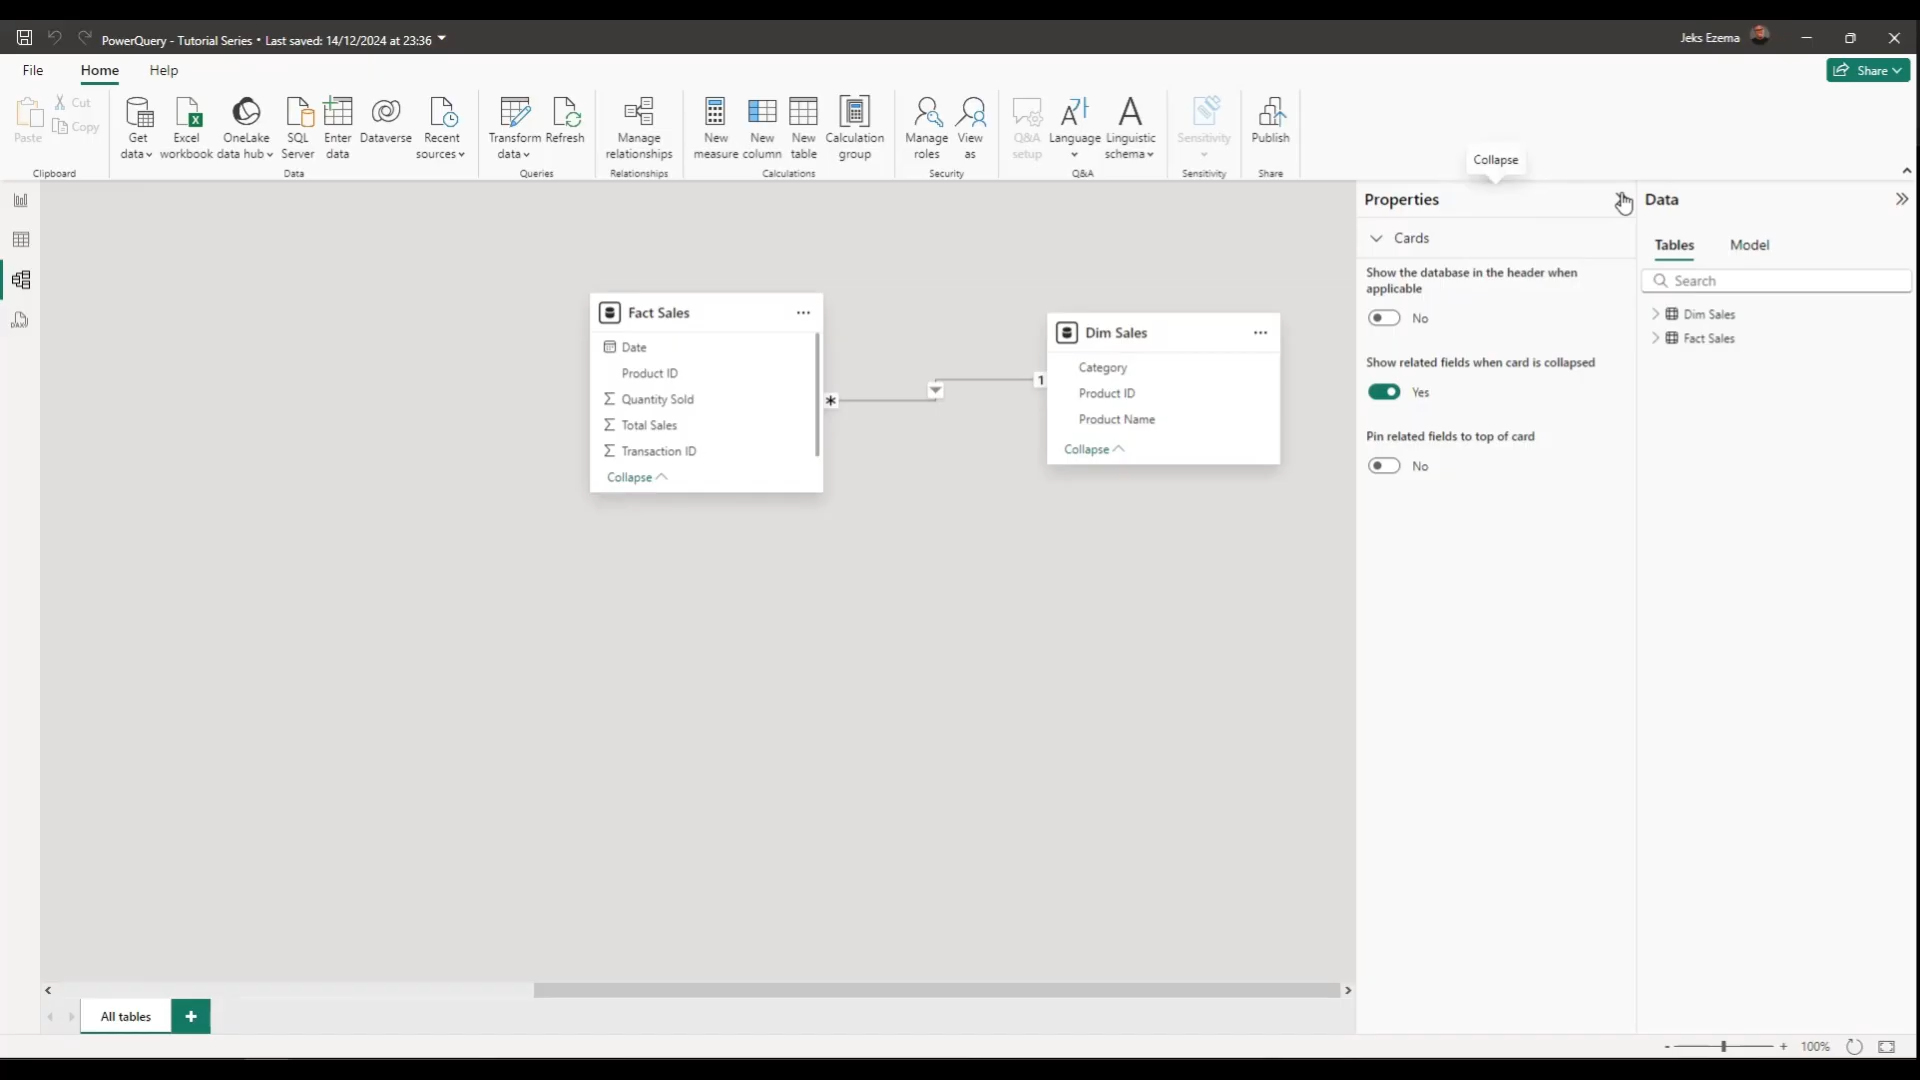 PowerQuery - Tutorial Series • Last saved: 14/12/2024 at 23:36
Jeks Ezema
File Home Help
Share
Paste
Cut
Copy
Clipboard
Get data
Excel workbook
OneLake data hub
SQL Server
Enter data
Dataverse
Recent sources
Data
Transform data
Refresh
Queries
Manage relationships
Relationships
New measure
New column
New table
Calculation group
Calculations
Manage roles
View as
Security
Q&A setup
Language
Linguistic schema
Q&A
Sensitivity
Sensitivity
Publish
Share
Collapse
Fact Sales
Date
Product ID
Quantity Sold
Total Sales
Transaction ID
Collapse
*
1
Dim Sales
Category
Product ID
Product Name
Collapse
Properties
Cards
Show the database in the header when
applicable
No
Show related fields when card is collapsed
Yes
Pin related fields to top of card
No
Data
Tables Model
Search
Dim Sales
Fact Sales
All tables
+
- + 100%